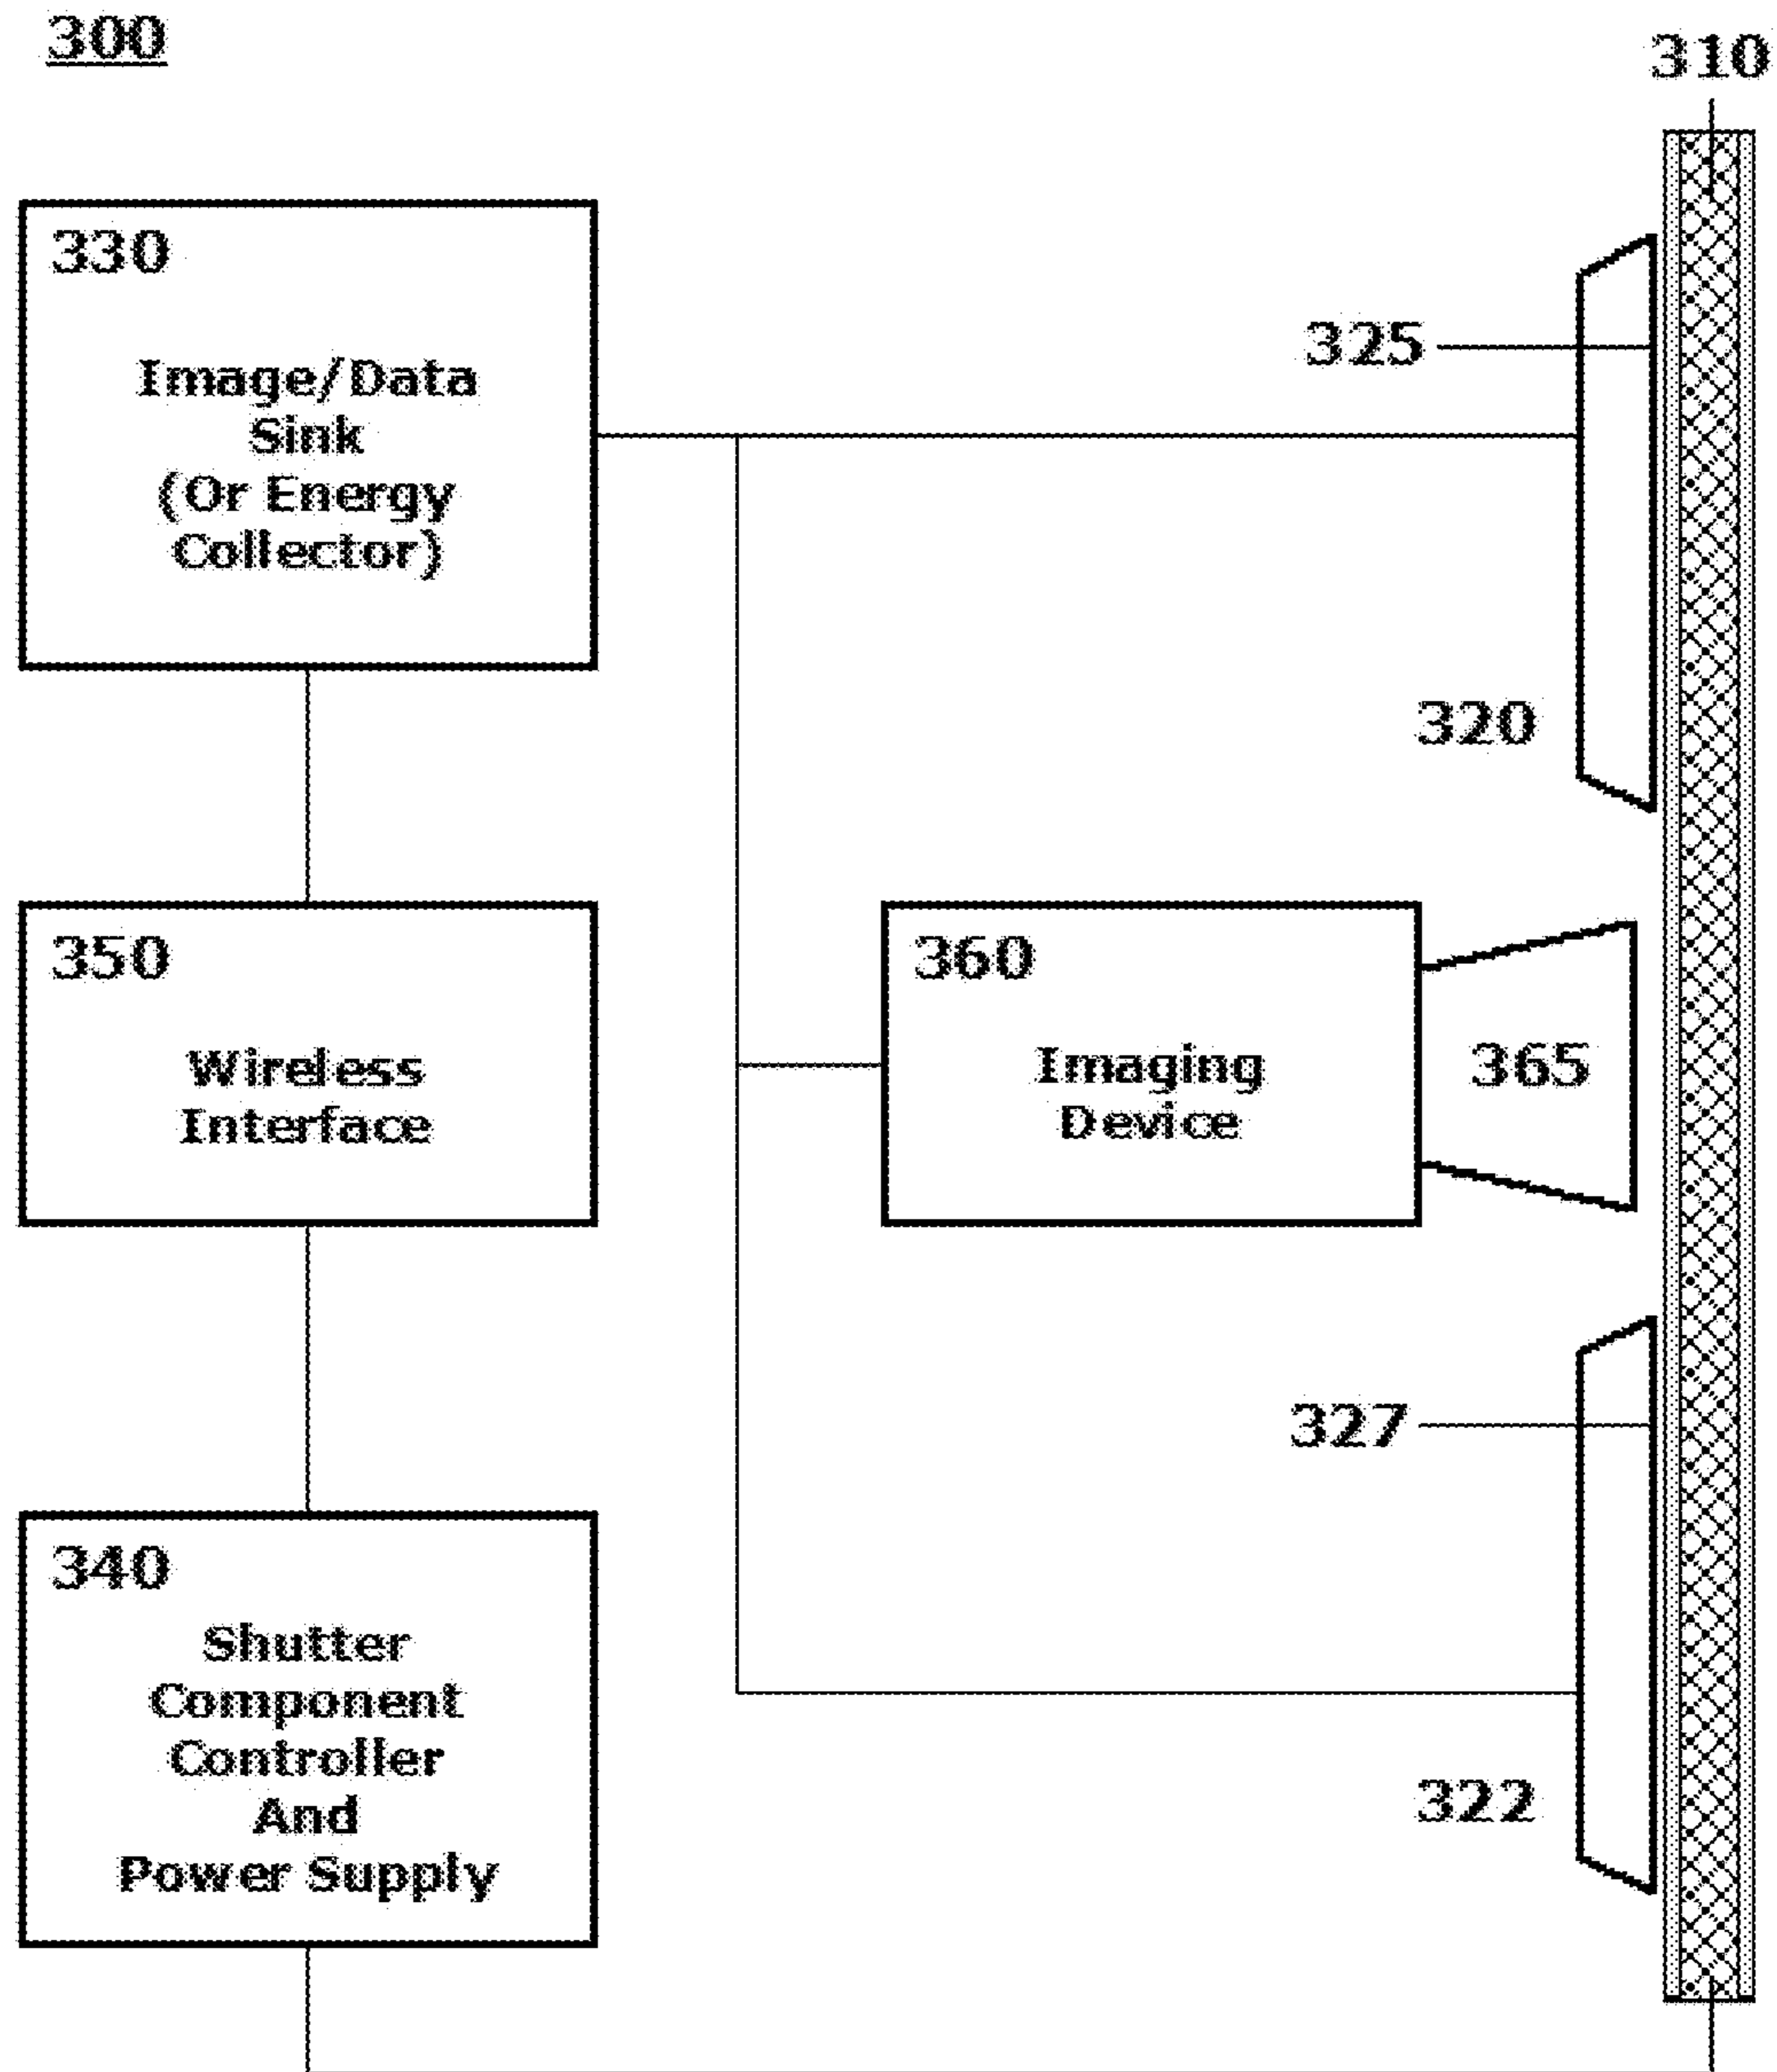 300
310
330
Image/Data
Sink
(Or Energy
Collector)
325
320
350
Wireless
Interface
360
Imaging
Device
365
327
340
Shutter
Component
Controller
And
Power Supply
322